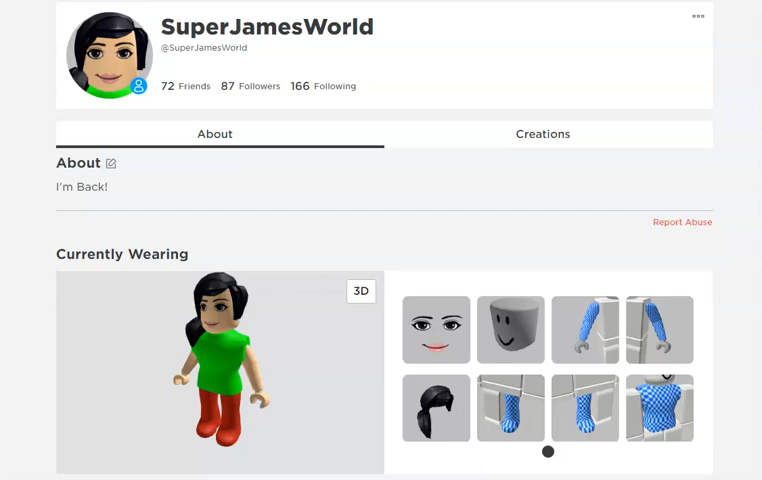 SuperJamesWorld
@SuperJamesWorld
72 Friends 87 Followers 166 Following
About Creations
About
I'm Back!
Report Abuse
Currently Wearing
3D